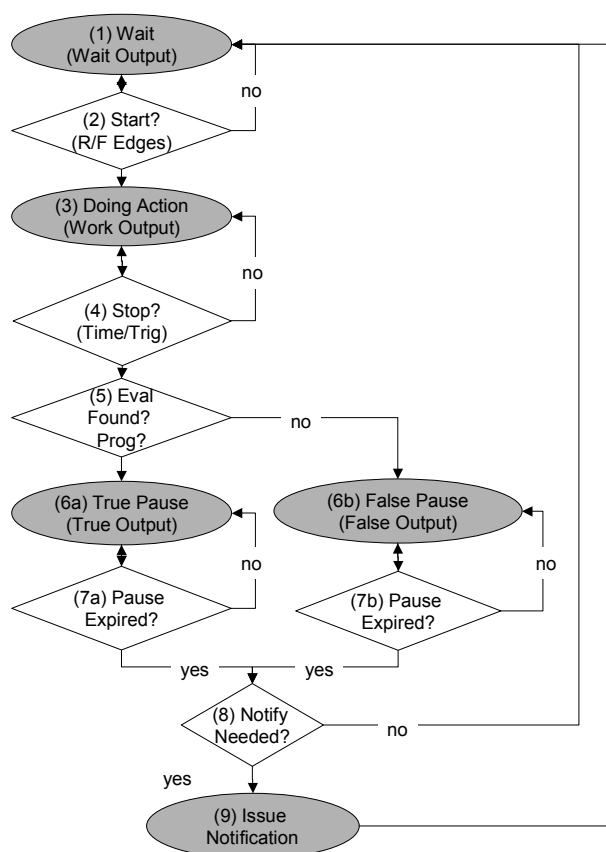 (1) Wait
(Wait Output)
no
(2) Start?
(R/F Edges)
(3) Doing Action
(Work Output)
no
(4) Stop?
(Time/Trig)
(5) Eval
Found?
Prog?
no
(6a) True Pause
(True Output)
(6b) False Pause
(False Output)
no
no
(7a) Pause
Expired?
(7b) Pause
Expired?
yes
yes
(8) Notify
Needed?
no
yes
(9) Issue
Notification